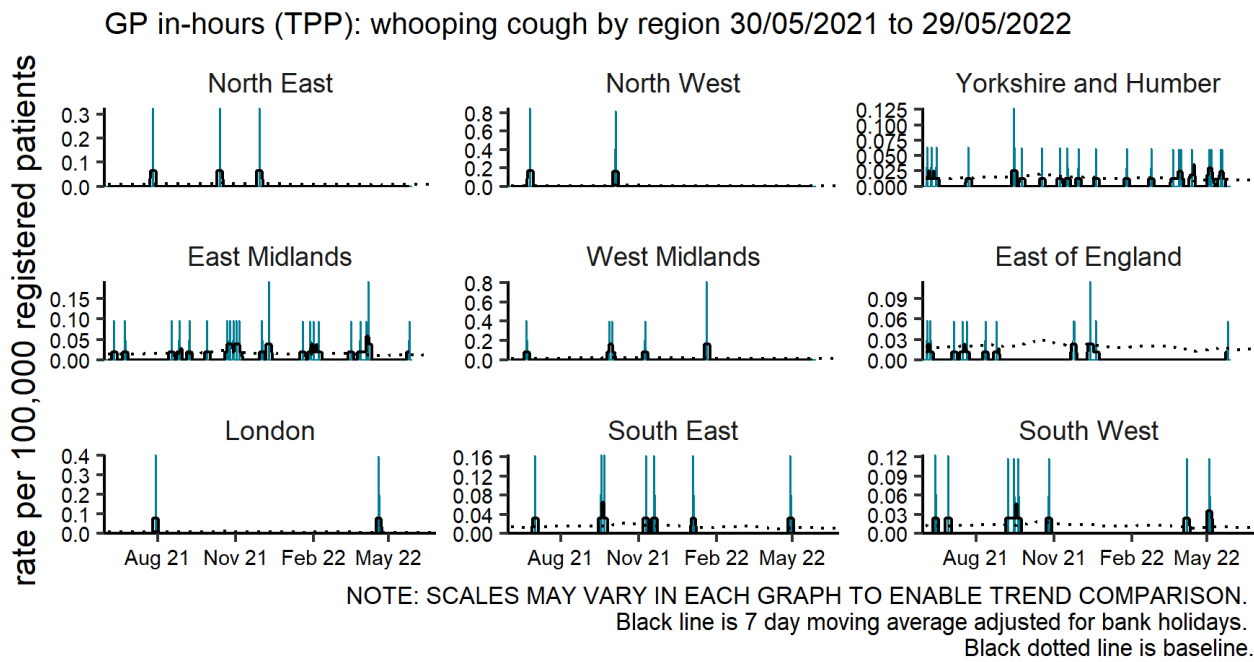 GP in-hours (TPP): whooping cough by region 30/05/2021 to 29/05/2022
rate per 100,000 registered patients
North East
0.3
0.2
0.1
0.0
North West
0.8
0.6
0.4
0.2
0.0
Yorkshire and Humber
0.125
0.100
0.075
0.050
0.025
0.000
East Midlands
0.15
0.10
0.05
0.00
West Midlands
0.8
0.6
0.4
0.2
0.0
East of England
0.09
0.06
0.03
0.00
London
0.4
0.3
0.2
0.1
0.0
Aug 21 Nov 21 Feb 22 May 22
South East
0.16
0.12
0.08
0.04
0.00
Aug 21 Nov 21 Feb 22 May 22
South West
0.12
0.09
0.06
0.03
0.00
Aug 21 Nov 21 Feb 22 May 22
NOTE: SCALES MAY VARY IN EACH GRAPH TO ENABLE TREND COMPARISON.
Black line is 7 day moving average adjusted for bank holidays.
Black dotted line is baseline.